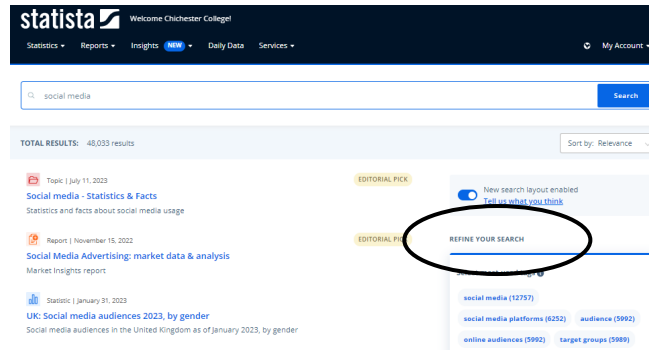 statista Welcome Chichester College!
Statistics Reports Insights NEW Daily Data Services My Account
social media Search
TOTAL RESULTS: 48,033 results Sort by: Relevance
Topic | July 11, 2023 EDITORIAL PICK
Social media - Statistics & Facts
Statistics and facts about social media usage
New search layout enabled
Tell us what you think
Report | November 15, 2022 EDITORIAL PICK
Social Media Advertising: market data & analysis
Market Insights report
REFINE YOUR SEARCH
Statistic | January 31, 2023
UK: Social media audiences 2023, by gender
Social media audiences in the United Kingdom as of January 2023, by gender
social media (12757)
social media platforms (6252) audience (5992)
online audiences (5992) target groups (5989)